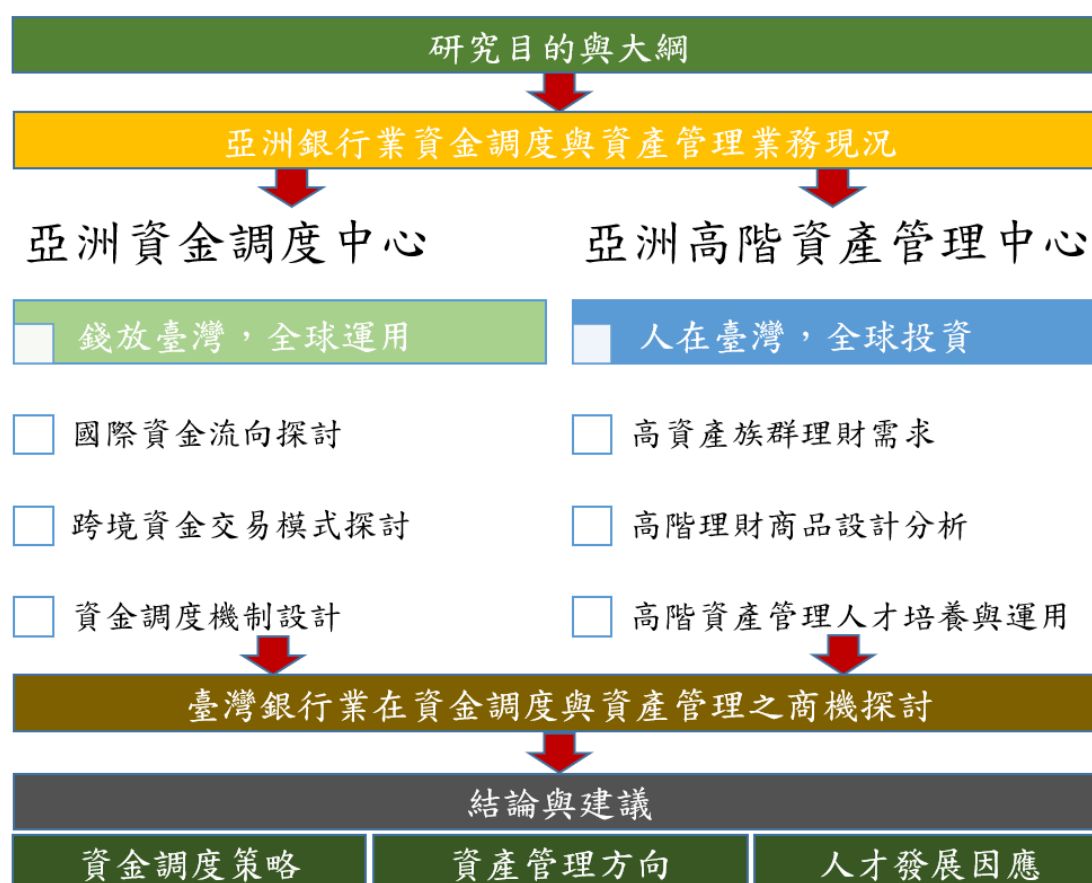 研究目的與大綱
亞洲銀行業資金調度與資產管理業務現況
亞洲資金調度中心
錢放臺灣，全球運用
國際資金流向探討
跨境資金交易模式探討
資金調度機制設計
亞洲高階資產管理中心
人在臺灣，全球投資
高資產族群理財需求
高階理財商品設計分析
高階資產管理人才培養與運用
臺灣銀行業在資金調度與資產管理之商機探討
結論與建議
資金調度策略
資產管理方向
人才發展因應